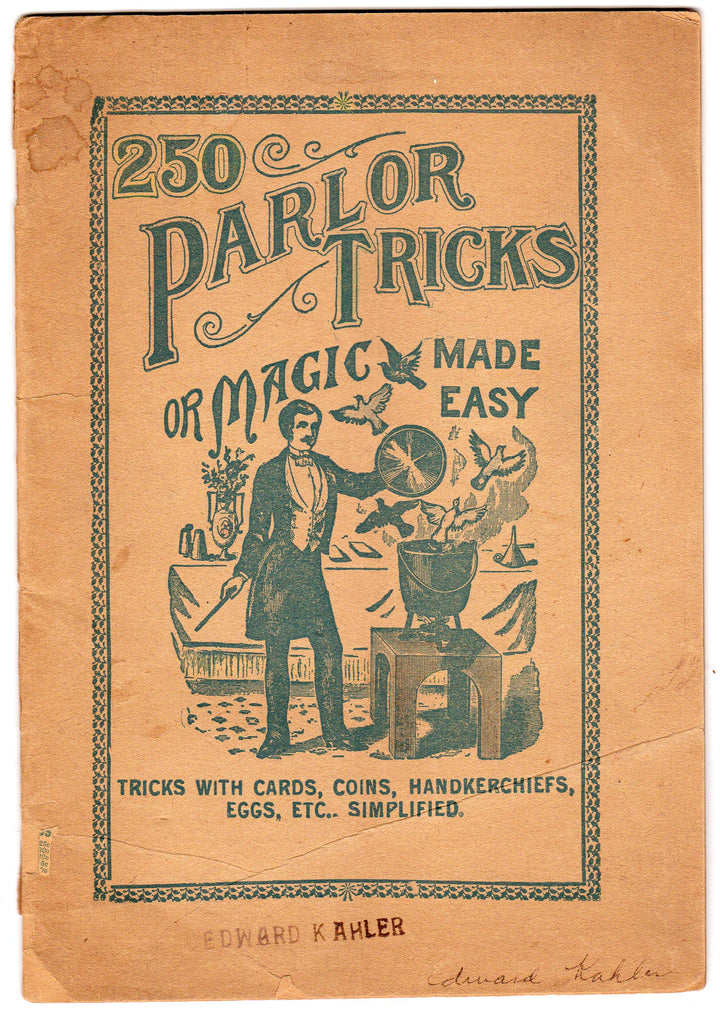 250
PARLOR
TRICKS
OR MAGIC MADE
EASY
TRICKS WITH CARDS, COINS, HANDKERCHIEFS,
EGGS, ETC.. SIMPLIFIED.
EDWARD KAHLER
Edward Kahler